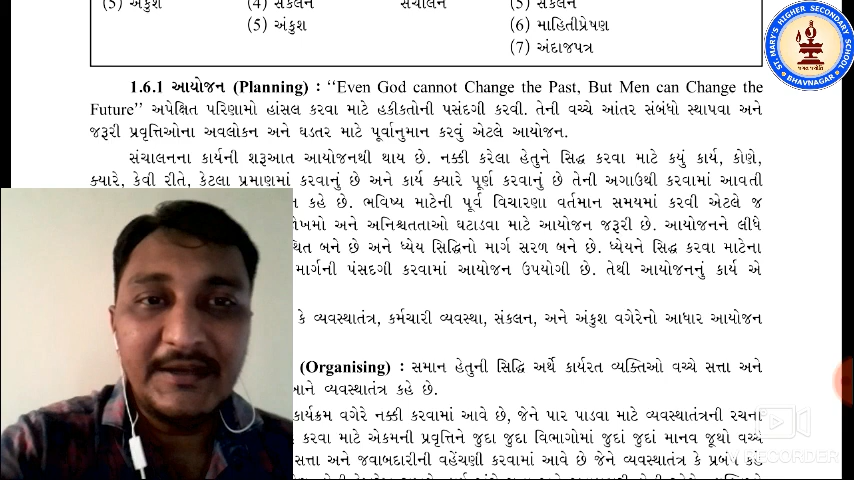 (5) અંકુશ (4) સંકલન સંચાલન (5) સંકલન
(5) અંકુશ (6) માહિતીપ્રેષણ
(7) અંદાજપત્ર
ST. MARY'S HIGHER SECONDARY SCHOOL
BHAVNAGAR
1.6.1 આયોજન (Planning) : ‘‘Even God cannot Change the Past, But Men can Change the
Future’’ અપેક્ષિત પરિણામો હાંસલ કરવા માટે હકીકતોની પસંદગી કરવી. તેની વચ્ચે આંતર સંબંધો સ્થાપવા અને
જરૂરી પ્રવૃત્તિઓના અવલોકન અને ઘડતર માટે પૂર્વાનુમાન કરવું એટલે આયોજન.
સંચાલનના કાર્યની શરૂઆત આયોજનથી થાય છે. નક્કી કરેલા હેતુને સિદ્ધ કરવા માટે કયું કાર્ય, કોણે,
ક્યારે, કેવી રીતે, કેટલા પ્રમાણમાં કરવાનું છે અને કાર્ય ક્યારે પૂર્ણ કરવાનું છે તેની અગાઉથી કરવામાં આવતી
ન કહે છે. ભવિષ્ય માટેની પૂર્વ વિચારણા વર્તમાન સમયમાં કરવી એટલે જ
ખમો અને અનિશ્ચતતાઓ ઘટાડવા માટે આયોજન જરૂરી છે. આયોજનને લીધે
થિત બને છે અને ધ્યેય સિદ્ધિનો માર્ગ સરળ બને છે. ધ્યેયને સિદ્ધ કરવા માટેના
માર્ગની પંસદગી કરવામાં આયોજન ઉપયોગી છે. તેથી આયોજનનું કાર્ય એ
કે વ્યવસ્થાતંત્ર, કર્મચારી વ્યવસ્થા, સંકલન, અને અંકુશ વગેરેનો આધાર આયોજન
(Organising) : સમાન હેતુની સિદ્ધિ અર્થે કાર્યરત વ્યક્તિઓ વચ્ચે સત્તા અને
ાને વ્યવસ્થાતંત્ર કહે છે.
કાર્યક્રમ વગેરે નક્કી કરવામાં આવે છે, જેને પાર પાડવા માટે વ્યવસ્થાતંત્રની રચના
કરવા માટે એકમની પ્રવૃત્તિને જુદા જુદા વિભાગોમાં જુદાં જુદાં માનવ જૂથો વચ્ચે
સત્તા અને જવાબદારીની વહેંચણી કરવામાં આવે છે જેને વ્યવસ્થાતંત્ર કે પ્રબંધ કહે
RECORDER